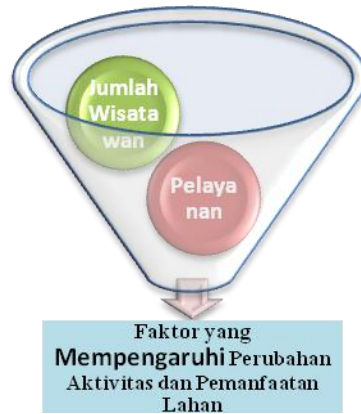 Jumlah
Wisata
wan
Pelaya
nan
Faktor yang
Mempengaruhi Perubahan
Aktivitas dan Pemanfaatan
Lahan